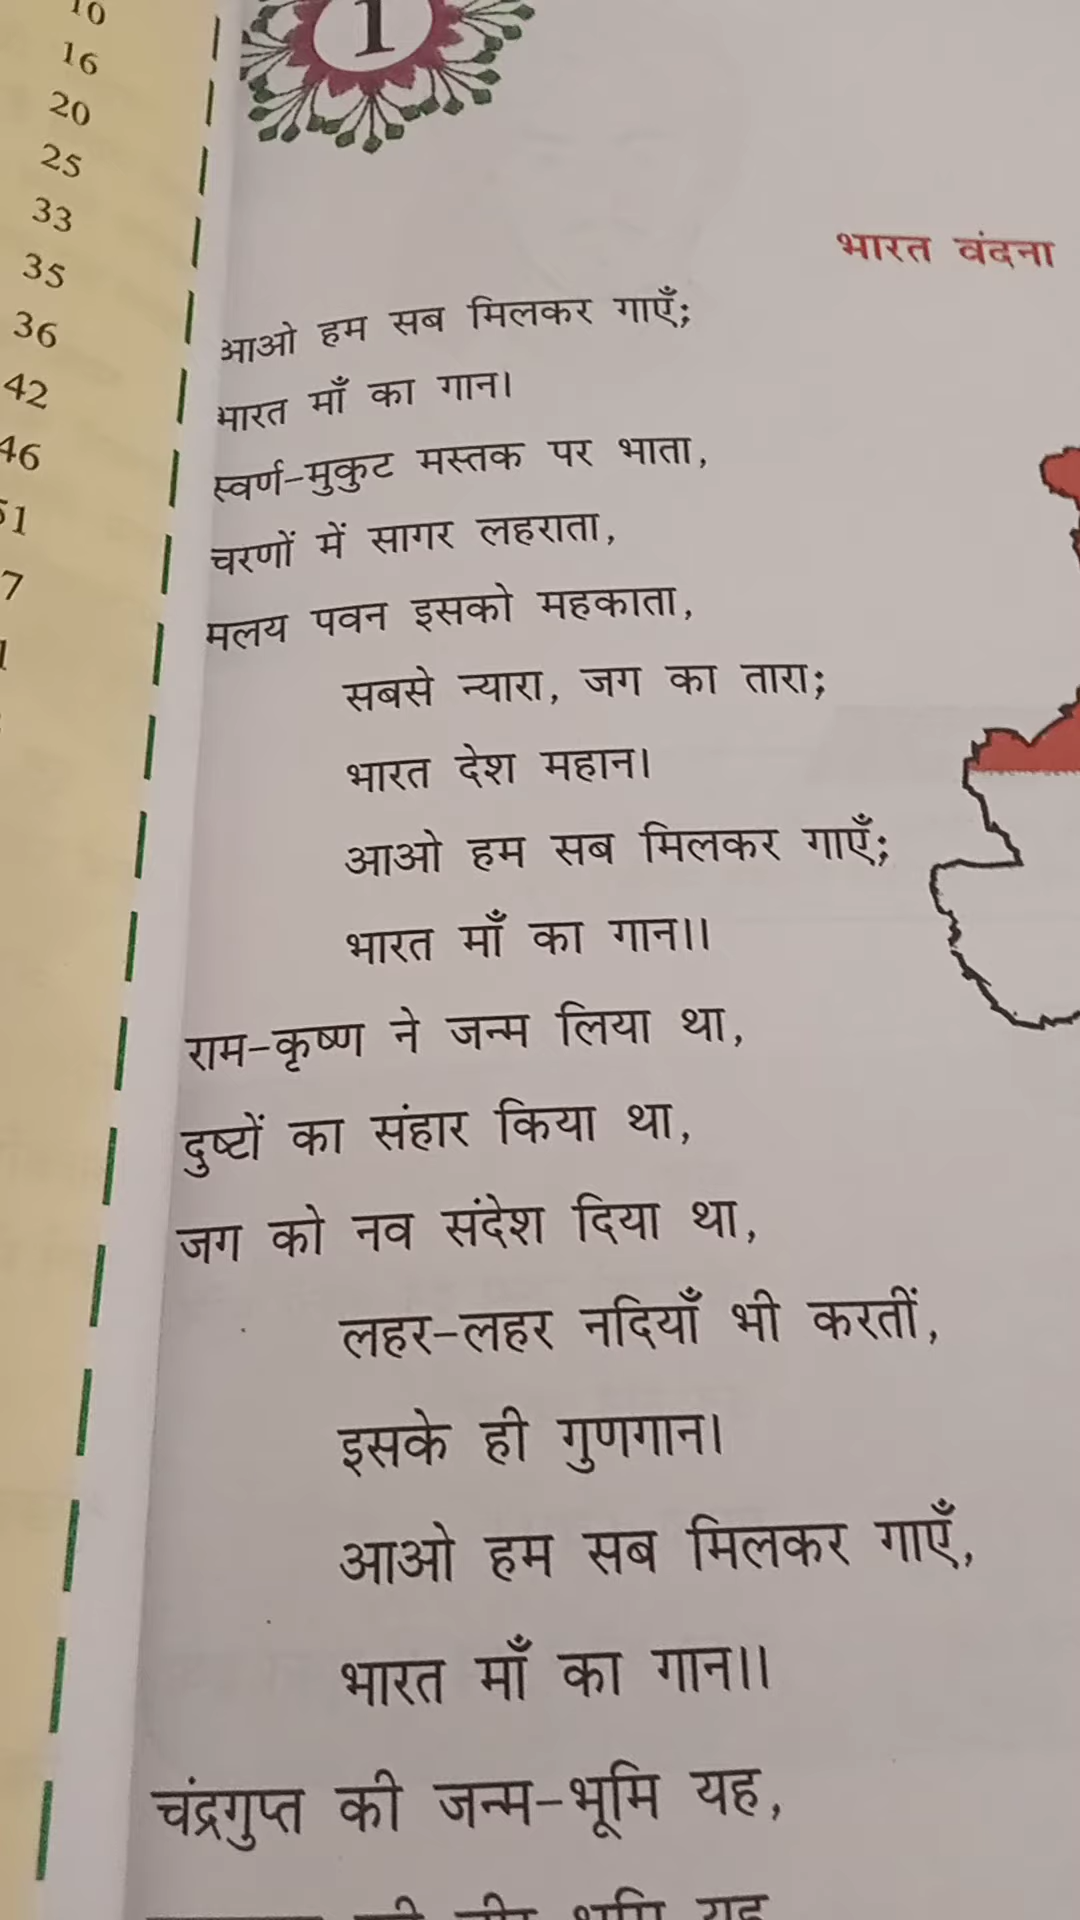 10
16
20
25
33
35
36
42
46
51
7
1
भारत वंदना
आओ हम सब मिलकर गाएँ;
भारत माँ का गान।
स्वर्ण-मुकुट मस्तक पर भाता,
चरणों में सागर लहराता,
मलय पवन इसको महकाता,
सबसे न्यारा, जग का तारा;
भारत देश महान।
आओ हम सब मिलकर गाएँ;
भारत माँ का गान।।
राम-कृष्ण ने जन्म लिया था,
दुष्टों का संहार किया था,
जग को नव संदेश दिया था,
लहर-लहर नदियाँ भी करतीं,
इसके ही गुणगान।
आओ हम सब मिलकर गाएँ,
भारत माँ का गान।।
चंद्रगुप्त की जन्म-भूमि यह,
की वीर भूमि यह